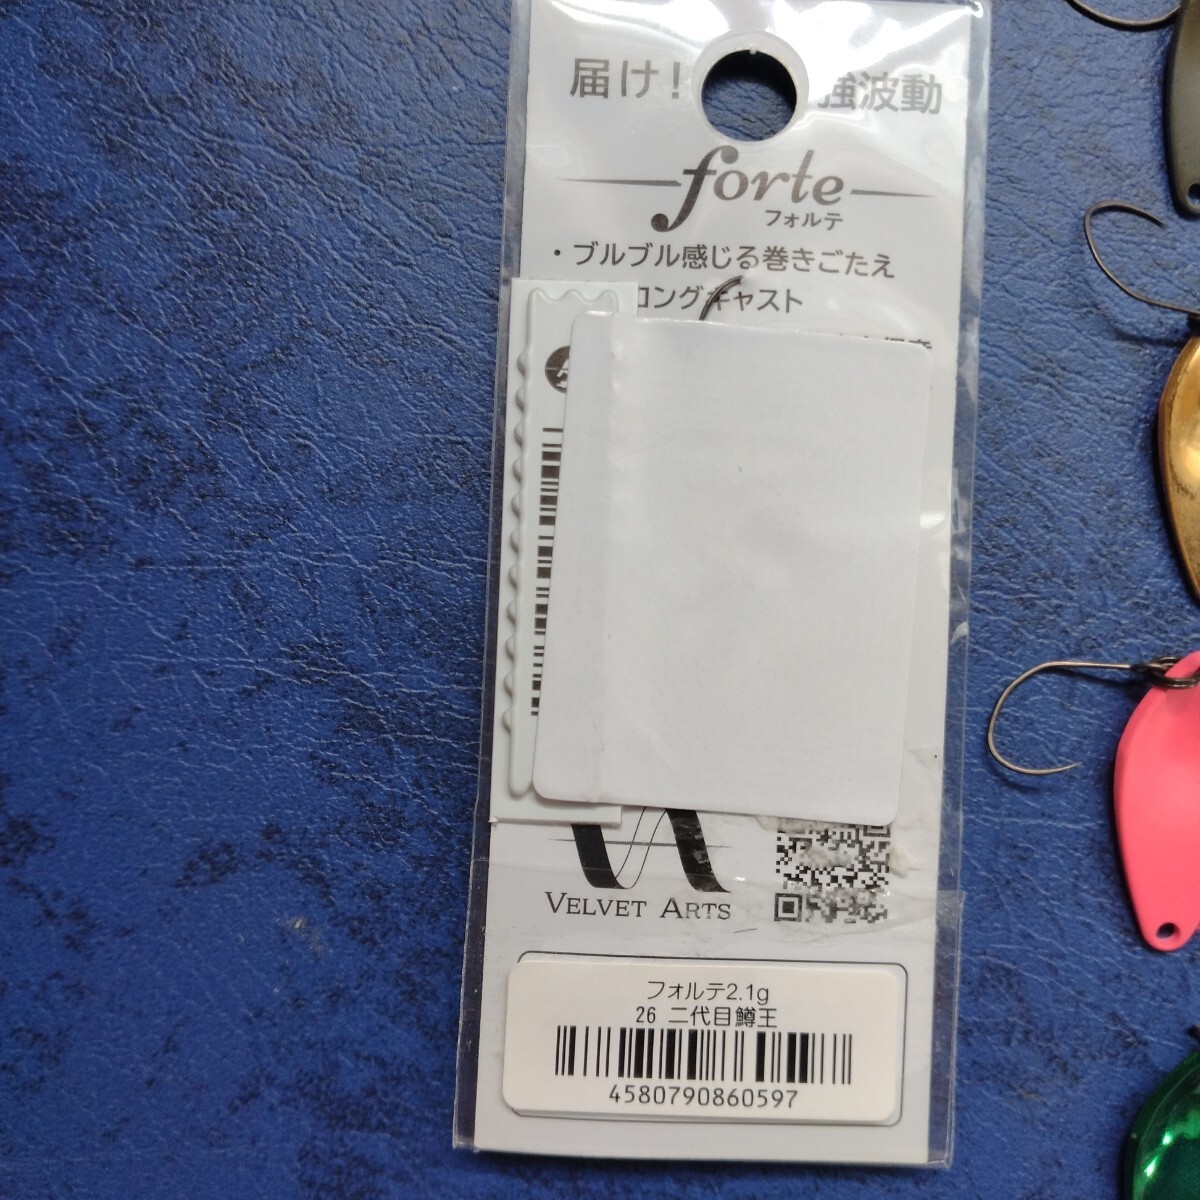 届け！ 強波動
forte
フォルテ
・ブルブル感じる巻きごたえ
ロングキャスト
VELVET ARTS
フォルテ2.1g
26 二代目鱒王
4580790860597